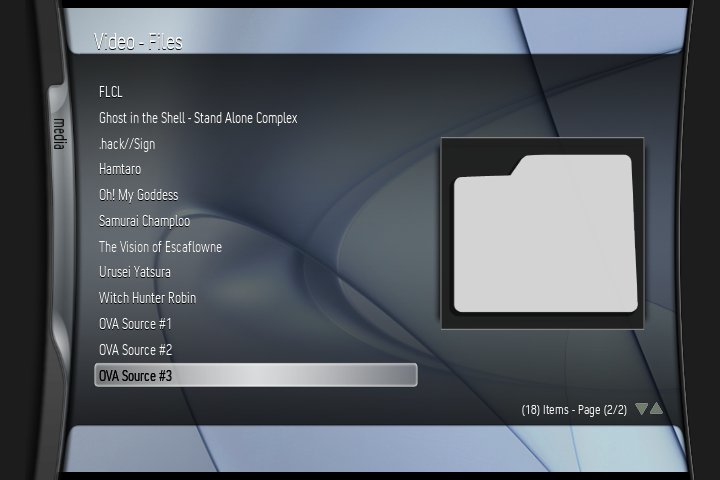 Video - Files
media
FLCL
Ghost in the Shell - Stand Alone Complex
.hack//Sign
Hamtaro
Oh! My Goddess
Samurai Champloo
The Vision of Escaflowne
Urusei Yatsura
Witch Hunter Robin
OVA Source #1
OVA Source #2
OVA Source #3
(18) Items - Page (2/2)